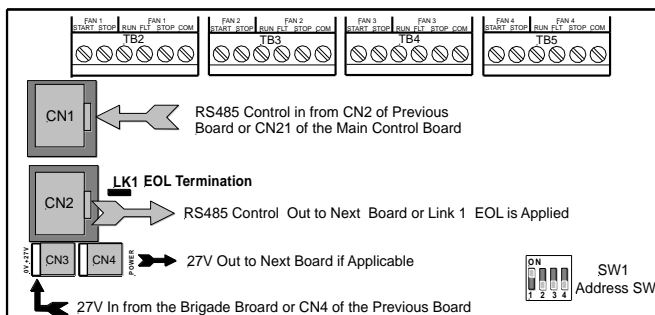 FAN 1 FAN 1 FAN 2 FAN 2 FAN 3 FAN 3 FAN 4 FAN 4
START STOP RUN FLT STOP COM START STOP RUN FLT STOP COM START STOP RUN FLT STOP COM START STOP RUN FLT STOP COM
TB2 TB3 TB4 TB5
CN1
RS485 Control in from CN2 of Previous
Board or CN21 of the Main Control Board
LK1 EOL Termination
CN2
RS485 Control Out to Next Board or Link 1 EOL is Applied
0V +27V
CN3
CN4
POWER
27V Out to Next Board if Applicable
27V In from the Brigade Broard or CN4 of the Previous Board
ON
1 2 3 4
SW1
Address SW